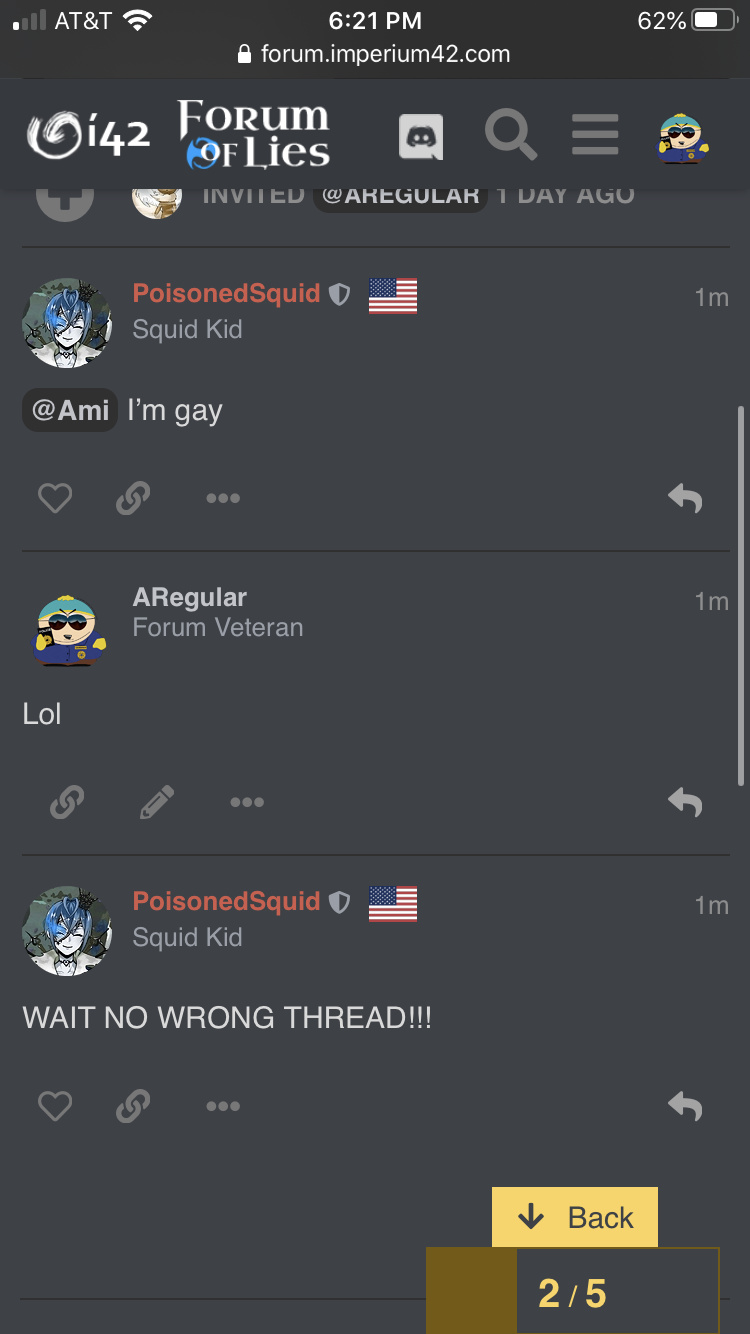 AT&T 6:21 PM 62%
forum.imperium42.com
í42 FORUM OF LIES
INVITED @AREGULAR 1 DAY AGO
PoisonedSquid 1m
Squid Kid
@Ami I’m gay
ARegular 1m
Forum Veteran
Lol
PoisonedSquid 1m
Squid Kid
WAIT NO WRONG THREAD!!!
Back
2 / 5